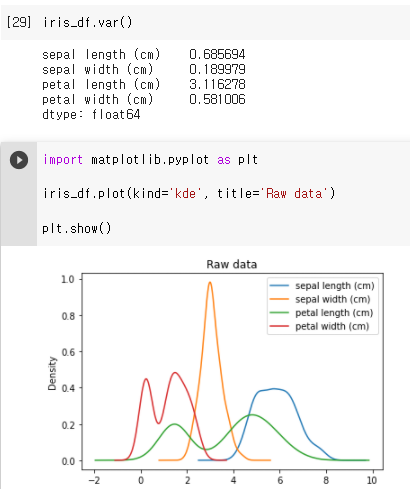 [29] iris_df.var()
sepal length (cm) 0.685694
sepal width (cm) 0.189979
petal length (cm) 3.116278
petal width (cm) 0.581006
dtype: float64
import matplotlib.pyplot as plt
iris_df.plot(kind='kde', title='Raw data')
plt.show()
Raw data
sepal length (cm)
sepal width (cm)
petal length (cm)
petal width (cm)
Density
1.0
0.8
0.6
0.4
0.2
0.0
−2 0 2 4 6 8 10